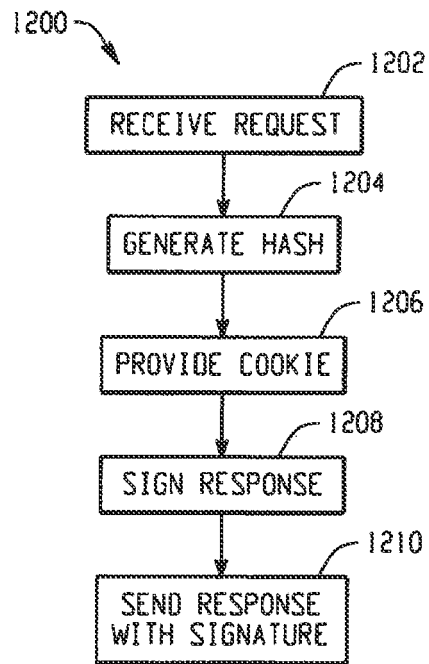 1200
1202
RECEIVE REQUEST
1204
GENERATE HASH
1206
PROVIDE COOKIE
1208
SIGN RESPONSE
1210
SEND RESPONSE
WITH SIGNATURE